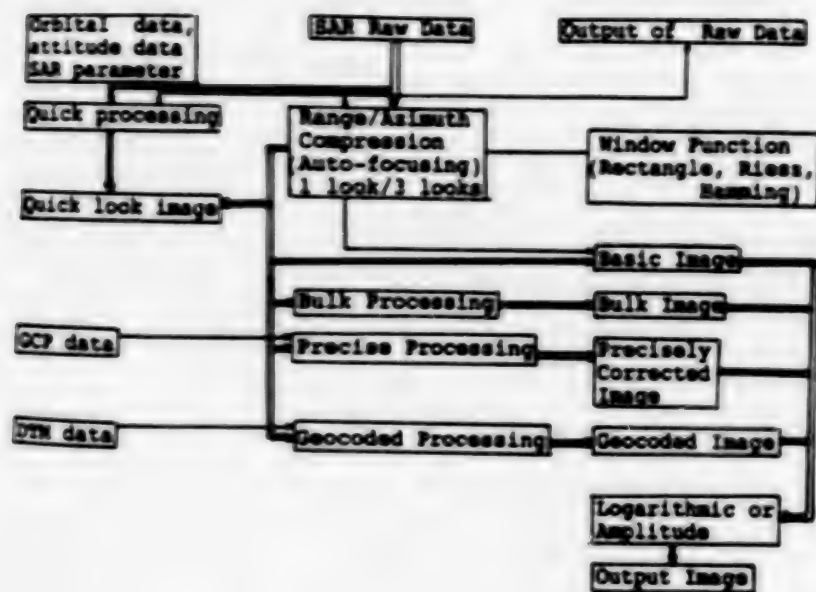 Orbital data,
attitude data
SAR parameter
SAR Raw Data
Output of Raw Data
Quick processing
Range/Azimuth
Compression
(Auto-focusing)
1 look/3 looks
Window Function
(Rectangle, Riess,
Hamming)
Quick lock image
Basic Image
Bulk Processing
Bulk Image
GCP data
Precise Processing
Precisely
Corrected
Image
DTM data
Geocoded Processing
Geocoded Image
Logarithmic or
Amplitude
Output Image